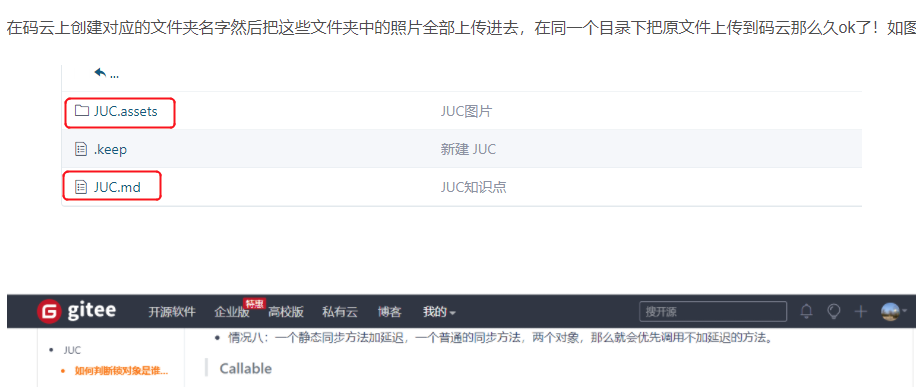 在码云上创建对应的文件夹名字然后把这些文件夹中的照片全部上传进去，在同一个目录下把原文件上传到码云那么久ok了！如图
...
JUC.assets JUC图片
.keep 新建 JUC
JUC.md JUC知识点
G gitee 开源软件 企业版 特惠 高校版 私有云 博客 我的 搜开源
• 情况八：一个静态同步方法加延迟，一个普通的同步方法，两个对象，那么就会优先调用不加延迟的方法。
• JUC
• 如何判断锁对象是谁...
Callable